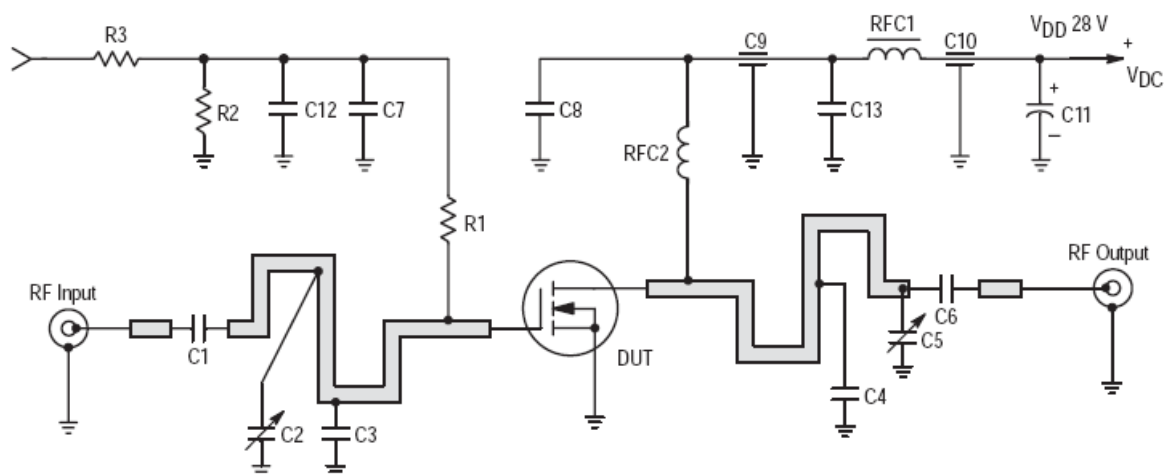 R3
C9
RFC1
C10
VDD 28 V
+
VDC
R2
C12
C7
C8
C13
+
C11
–
RFC2
R1
RF Input
RF Output
C1
C6
C5
DUT
C4
C2
C3